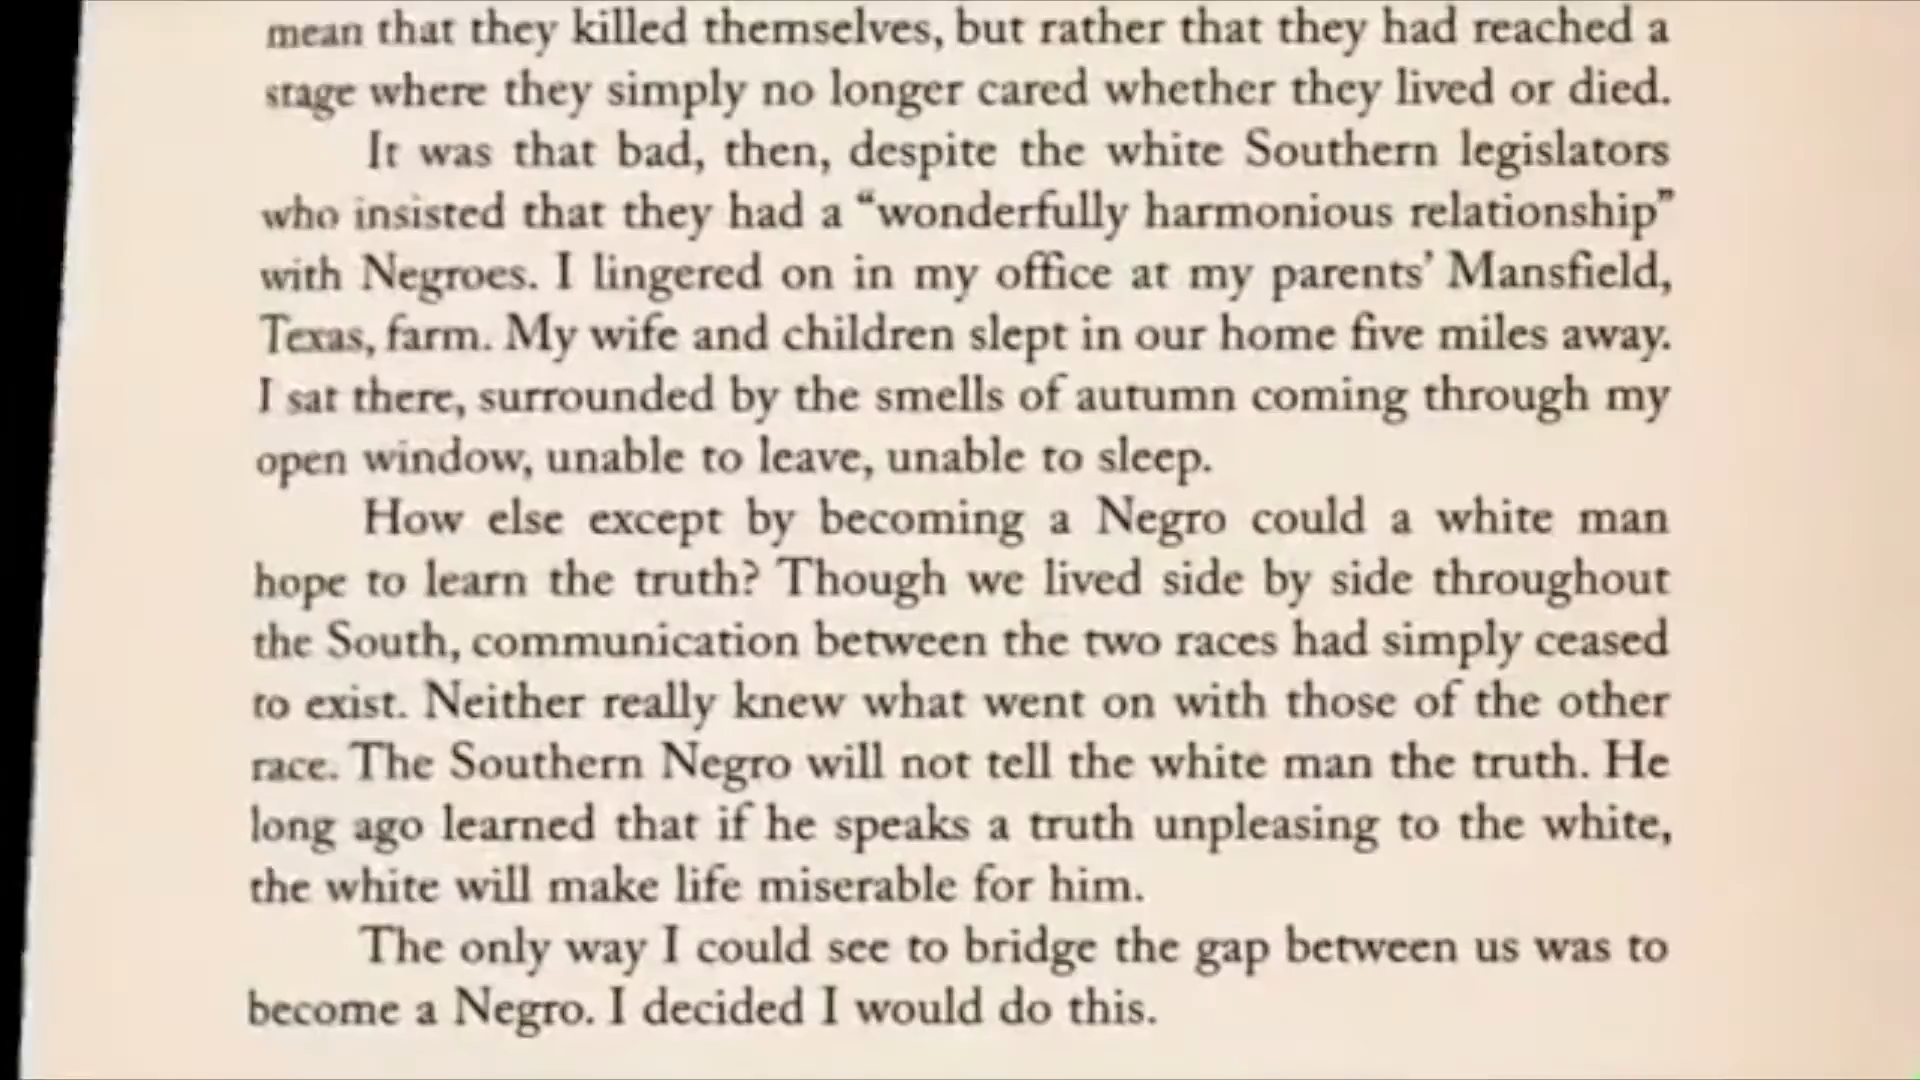 mean that they killed themselves, but rather that they had reached a
stage where they simply no longer cared whether they lived or died.
It was that bad, then, despite the white Southern legislators
who insisted that they had a “wonderfully harmonious relationship”
with Negroes. I lingered on in my office at my parents’ Mansfield,
Texas, farm. My wife and children slept in our home five miles away.
I sat there, surrounded by the smells of autumn coming through my
open window, unable to leave, unable to sleep.
How else except by becoming a Negro could a white man
hope to learn the truth? Though we lived side by side throughout
the South, communication between the two races had simply ceased
to exist. Neither really knew what went on with those of the other
race. The Southern Negro will not tell the white man the truth. He
long ago learned that if he speaks a truth unpleasing to the white,
the white will make life miserable for him.
The only way I could see to bridge the gap between us was to
become a Negro. I decided I would do this.